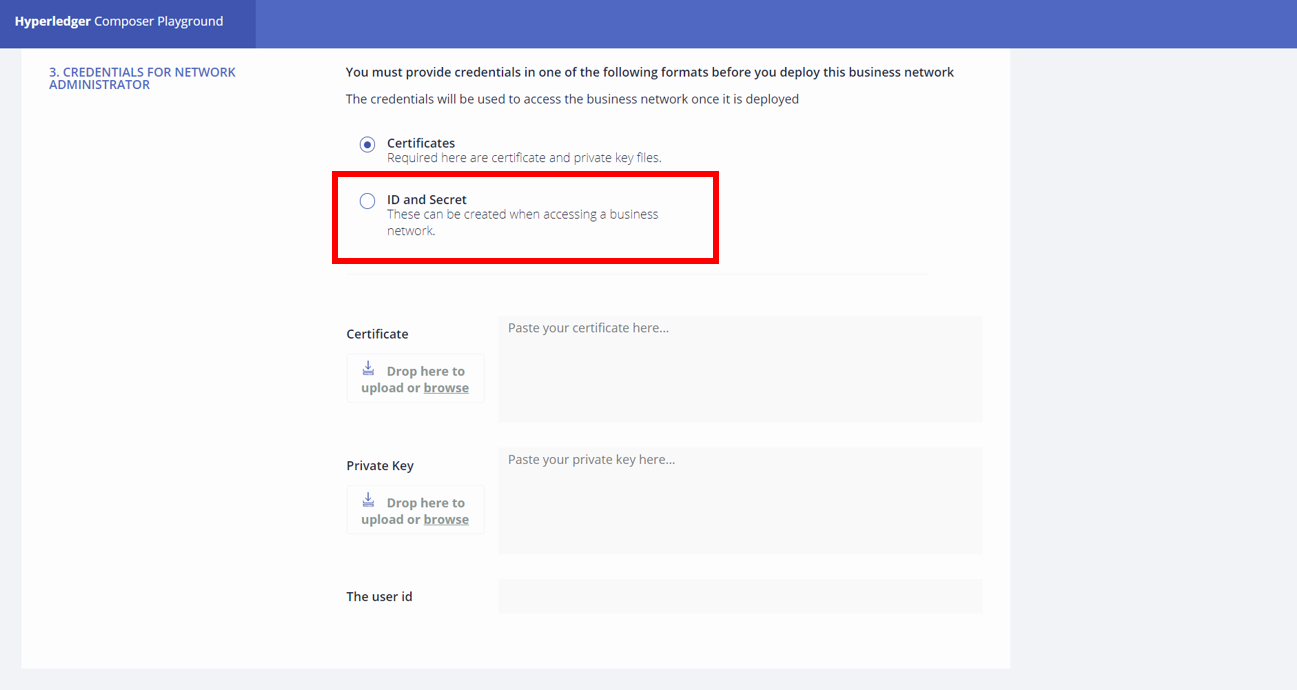 Hyperledger Composer Playground
3. CREDENTIALS FOR NETWORK
ADMINISTRATOR
You must provide credentials in one of the following formats before you deploy this business network
The credentials will be used to access the business network once it is deployed
Certificates
Required here are certificate and private key files.
ID and Secret
These can be created when accessing a business
network.
Certificate
Paste your certificate here...
Drop here to
upload or browse
Private Key
Paste your private key here...
Drop here to
upload or browse
The user id